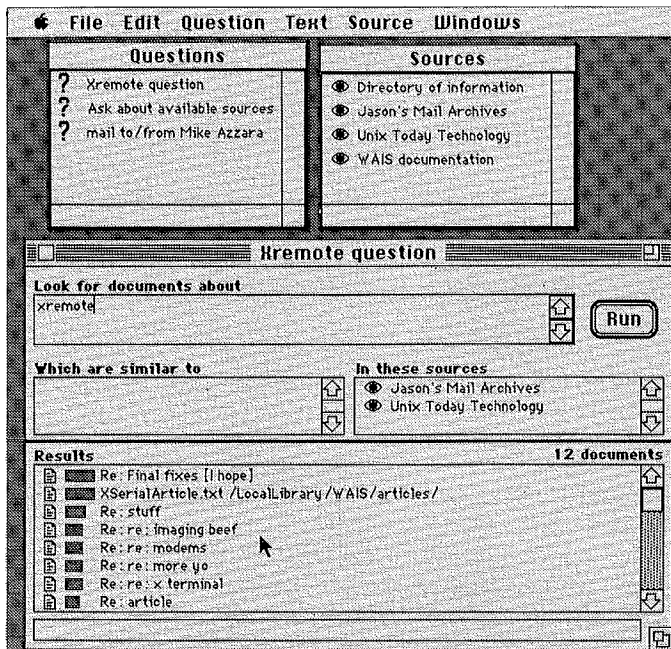 File Edit Question Text Source Windows
Questions
? Xremote question
? Ask about available sources
? mail to/from Mike Azzara
Sources
Directory of information
Jason's Mail Archives
Unix Today Technology
WAIS documentation
Xremote question
Look for documents about
xremote
Run
Which are similar to
In these sources
Jason's Mail Archives
Unix Today Technology
Results 12 documents
Re: Final fixes [I hope]
XSerialArticle.txt /LocalLibrary/WAIS/articles/
Re: stuff
Re: re: imaging beef
Re: re: modems
Re: re: more yo
Re: re: x terminal
Re: article